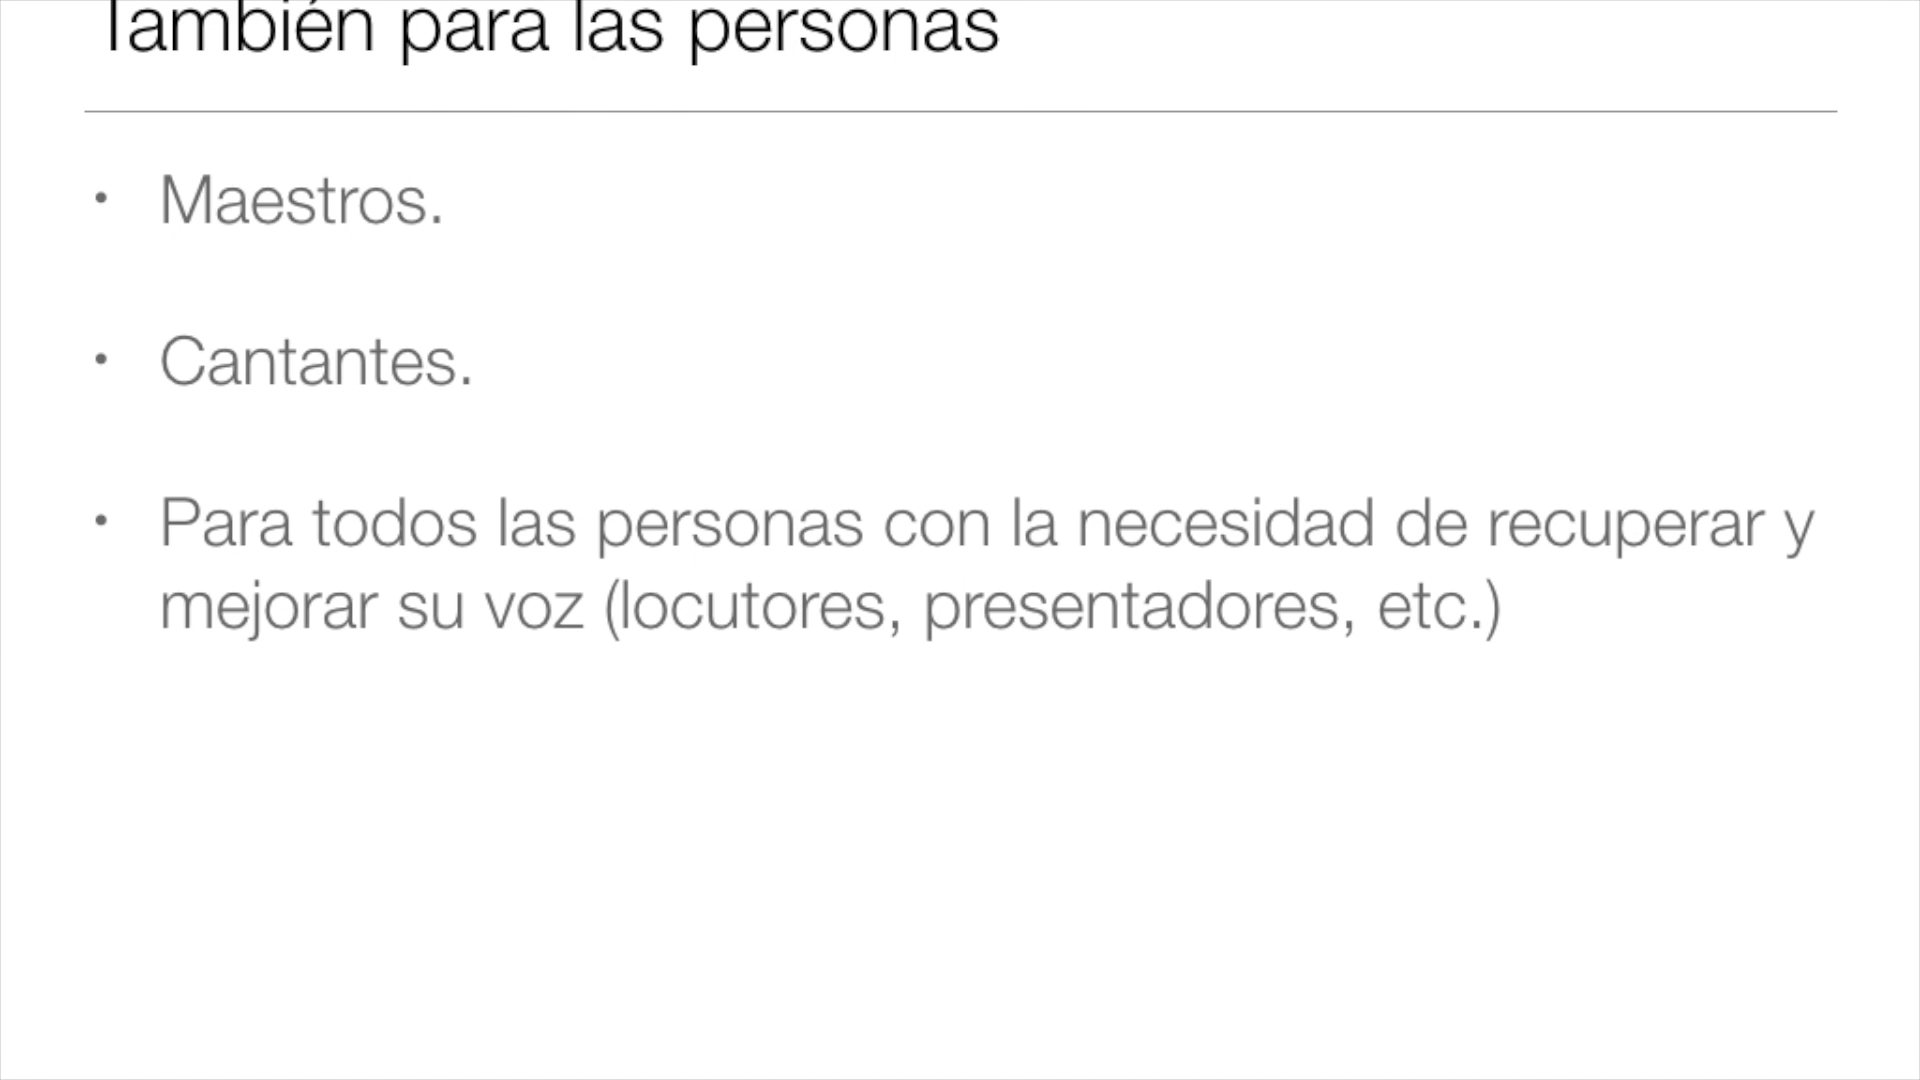 También para las personas
• Maestros.
• Cantantes.
• Para todos las personas con la necesidad de recuperar y
mejorar su voz (locutores, presentadores, etc.)